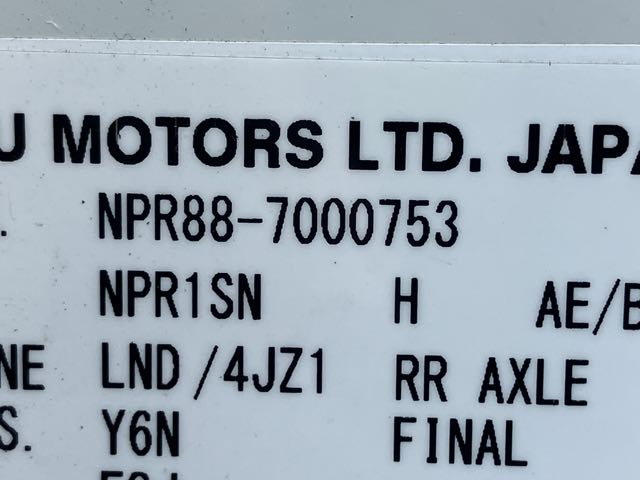 U MOTORS LTD. JAPA
. NPR88-7000753
NPR1SN H AE/B
NE LND/4JZ1 RR AXLE
S. Y6N FINAL